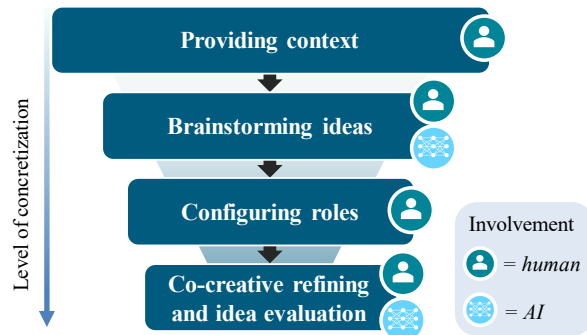 Level of concretization
Providing context
Brainstorming ideas
Configuring roles
Co-creative refining
and idea evaluation
Involvement
= human
= AI